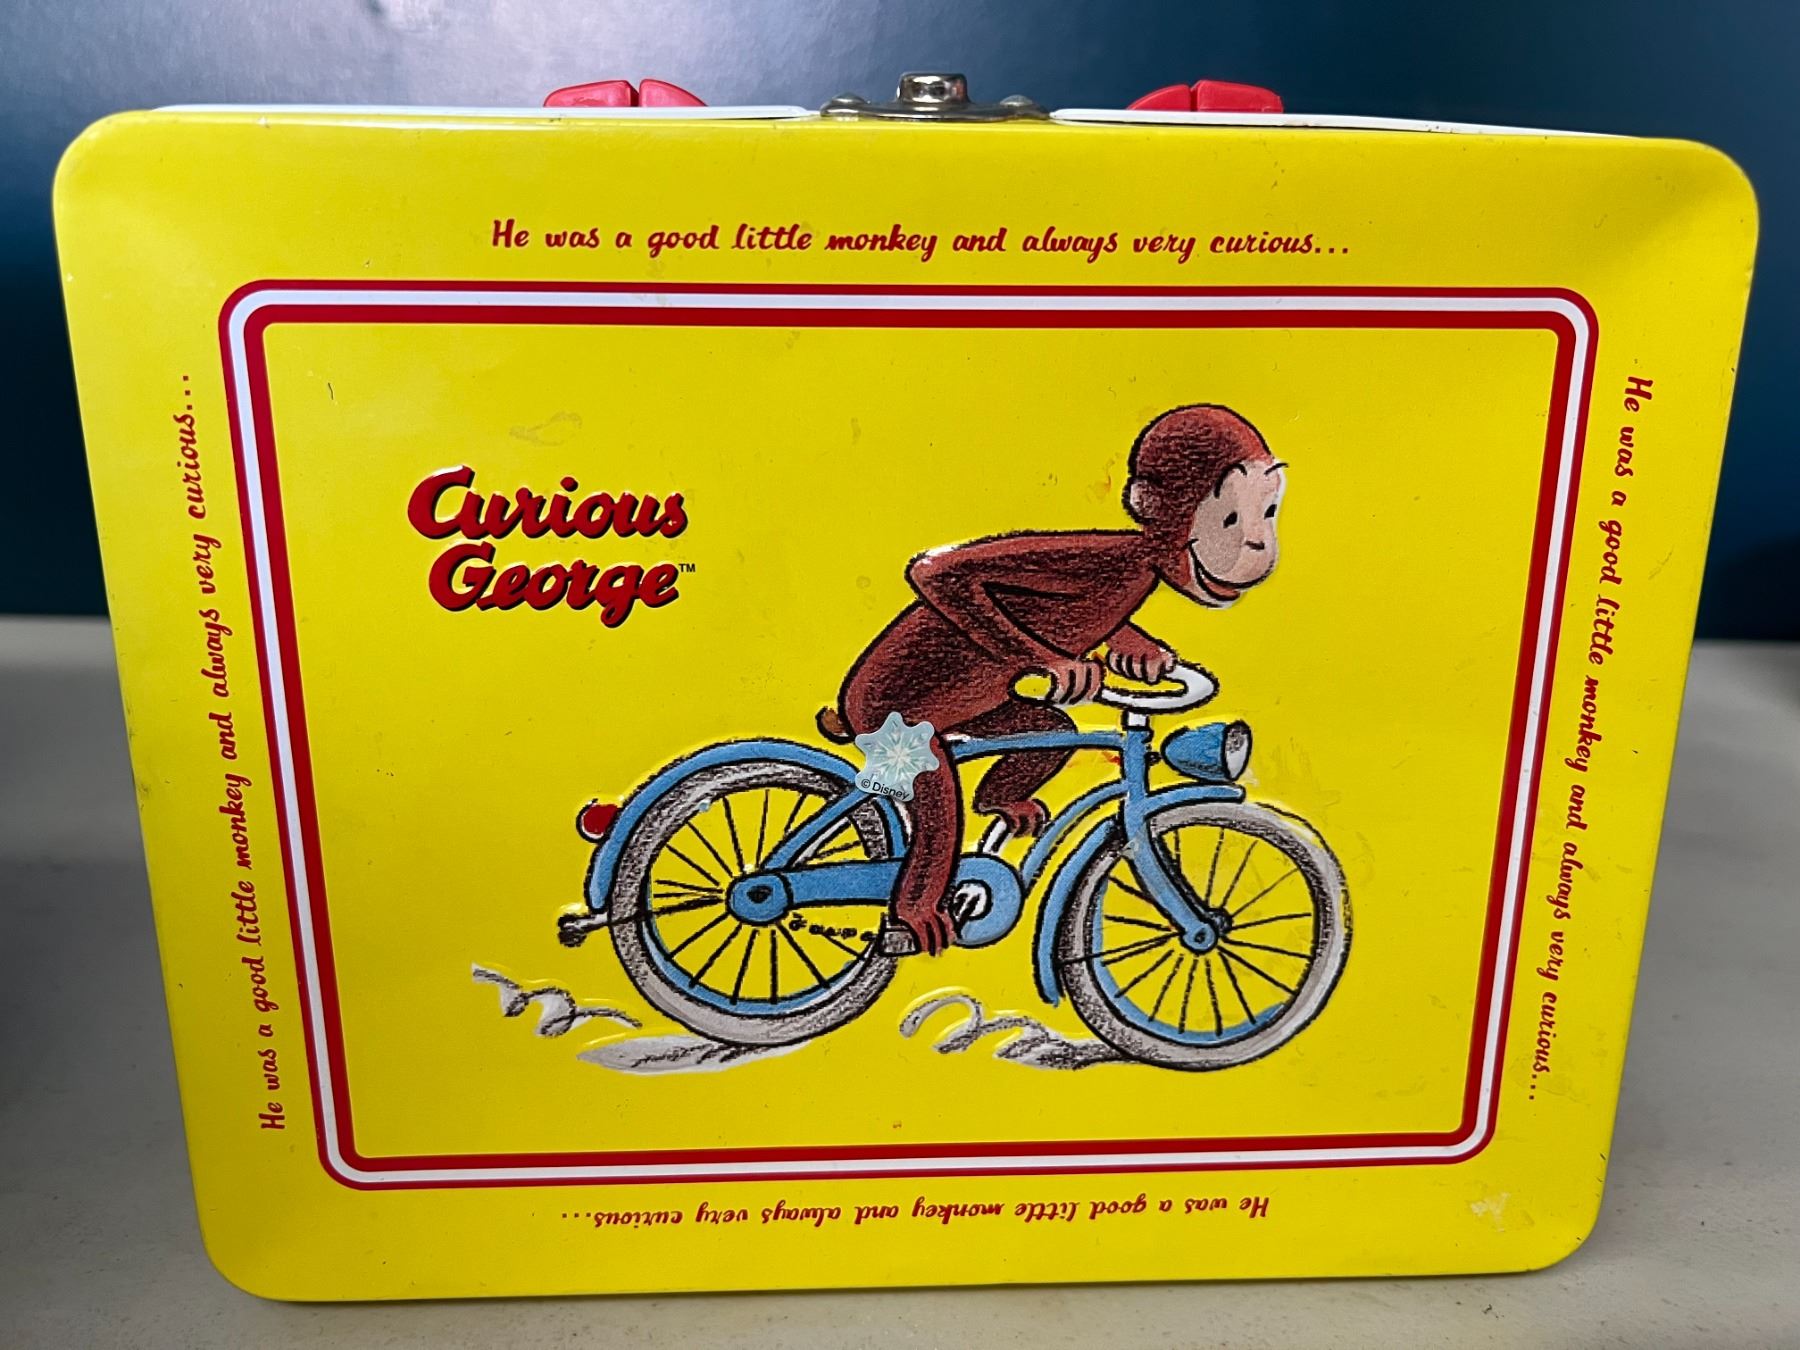 He was a good little monkey and always very curious...
He was a good little monkey and always very curious...
Curious
George™
© Disney
He was a good little monkey and always very curious...
He was a good little monkey and always very curious...